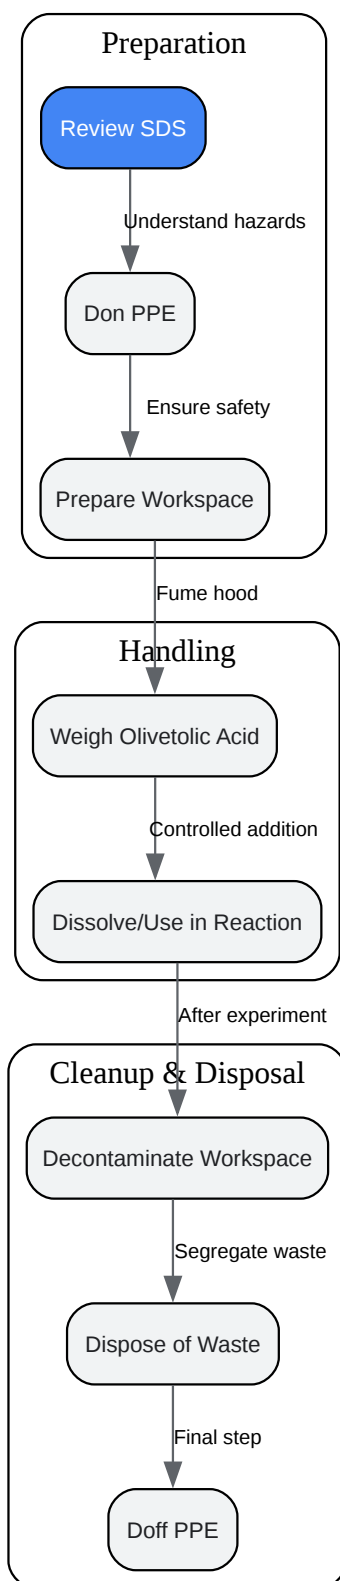 Preparation
Review SDS
Understand hazards
Don PPE
Ensure safety
Prepare Workspace
Fume hood
Handling
Weigh Olivetolic Acid
Controlled addition
Dissolve/Use in Reaction
After experiment
Cleanup & Disposal
Decontaminate Workspace
Segregate waste
Dispose of Waste
Final step
Doff PPE